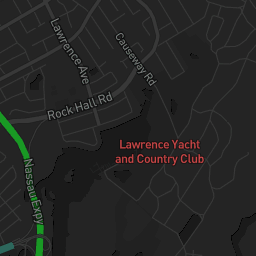 Lawrence Ave
Causeway Rd
Rock Hall Rd
Lawrence Yacht
and Country Club
Nassau Expy